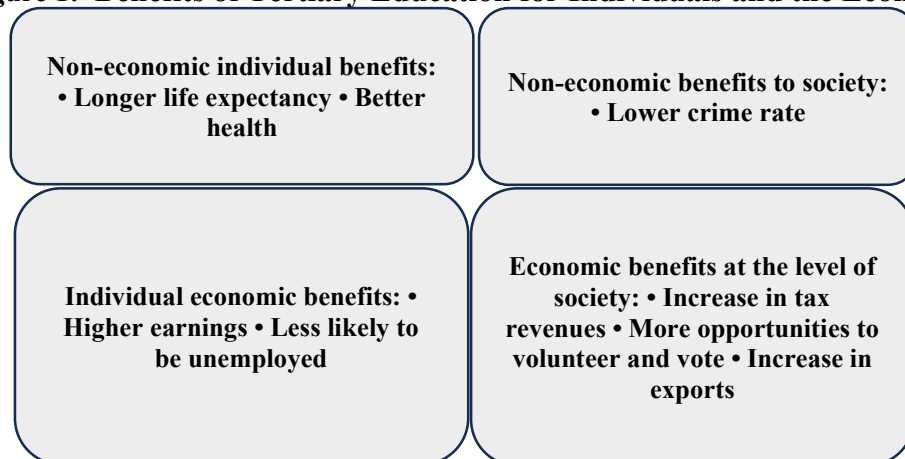 Benefits of Tertiary Education for Individuals and the
Non-economic individual benefits:
• Longer life expectancy • Better
health
Non-economic benefits to society:
• Lower crime rate
Individual economic benefits: •
Higher earnings • Less likely to
be unemployed
Economic benefits at the level of
society: • Increase in tax
revenues • More opportunities to
volunteer and vote • Increase in
exports